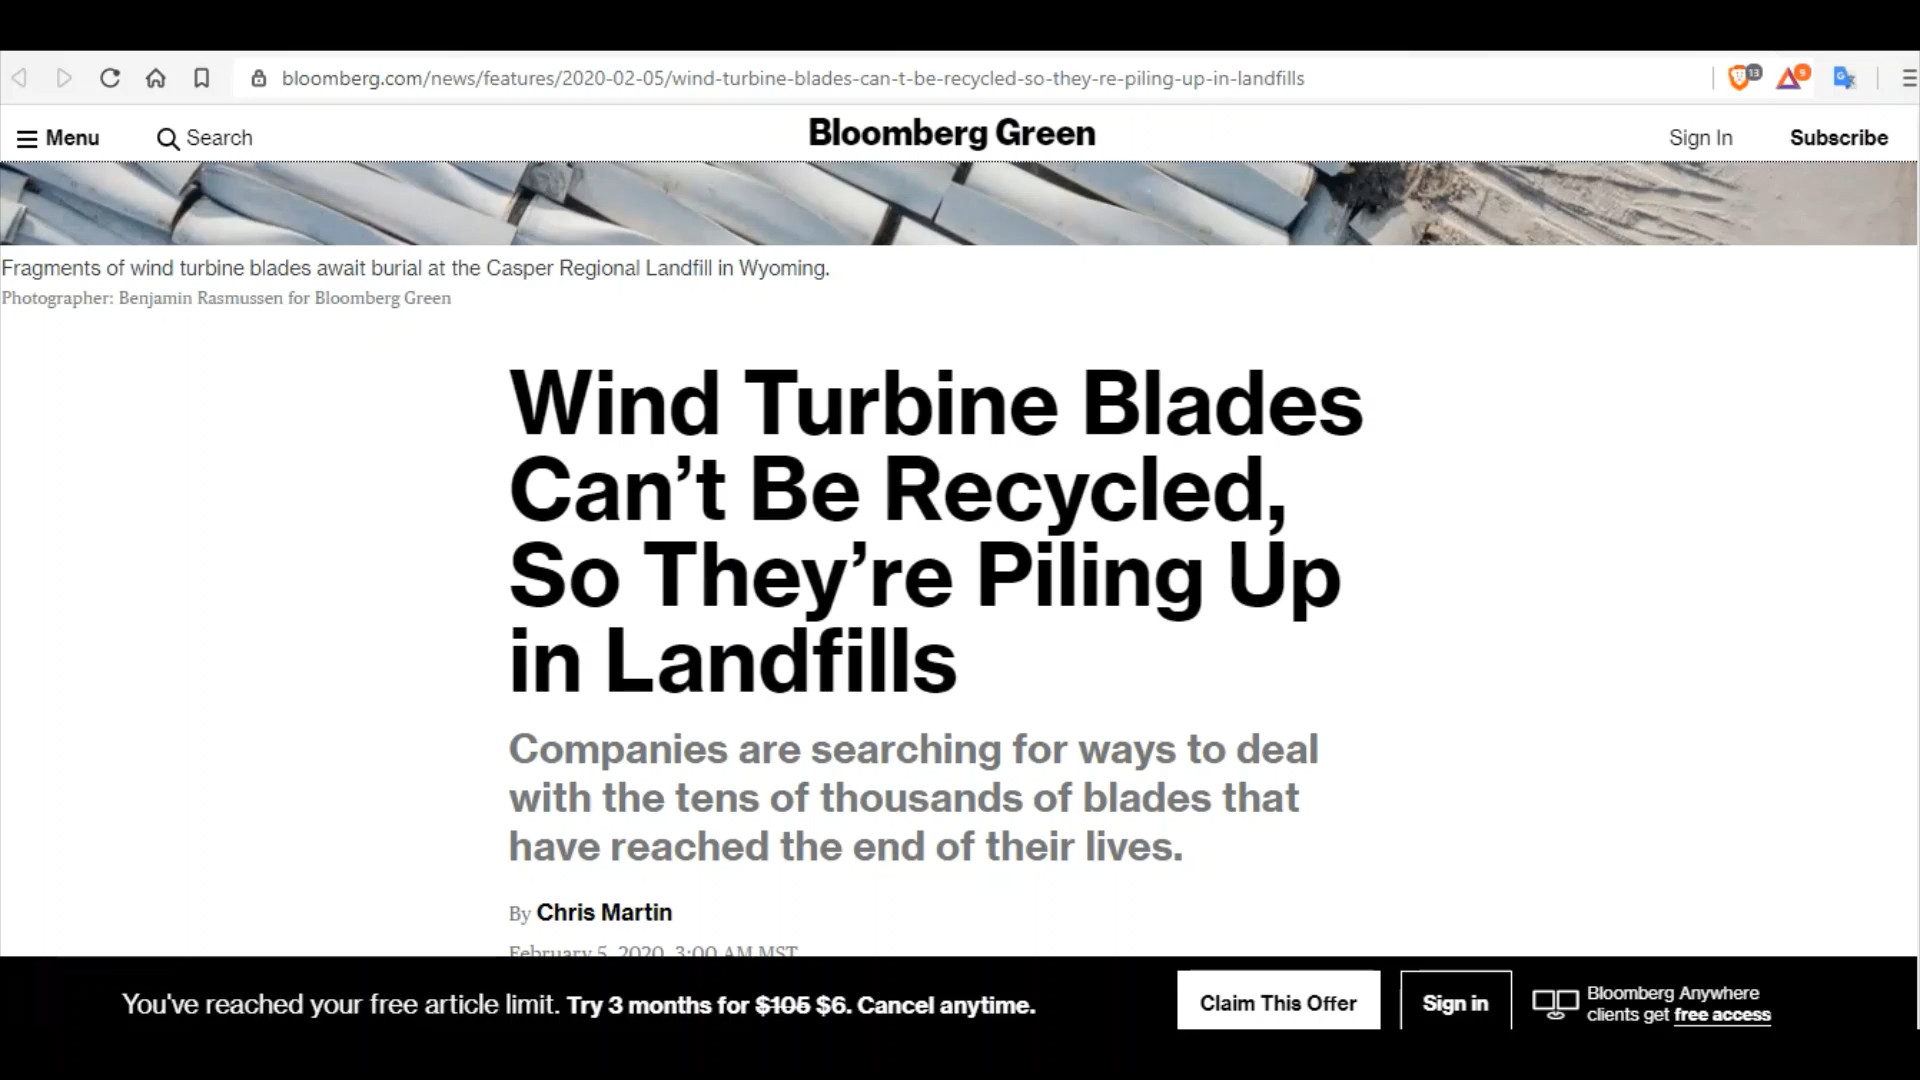 bloomberg.com/news/features/2020-02-05/wind-turbine-blades-can-t-be-recycled-so-they-re-piling-up-in-landfills
13
9
Menu
Search
Bloomberg Green
Sign In
Subscribe
Fragments of wind turbine blades await burial at the Casper Regional Landfill in Wyoming.
Photographer: Benjamin Rasmussen for Bloomberg Green
Wind Turbine Blades
Can’t Be Recycled,
So They’re Piling Up
in Landfills
Companies are searching for ways to deal
with the tens of thousands of blades that
have reached the end of their lives.
By Chris Martin
February 5, 2020, 3:00 AM MST
You've reached your free article limit. Try 3 months for $105 $6. Cancel anytime.
Claim This Offer
Sign in
Bloomberg Anywhere
clients get free access